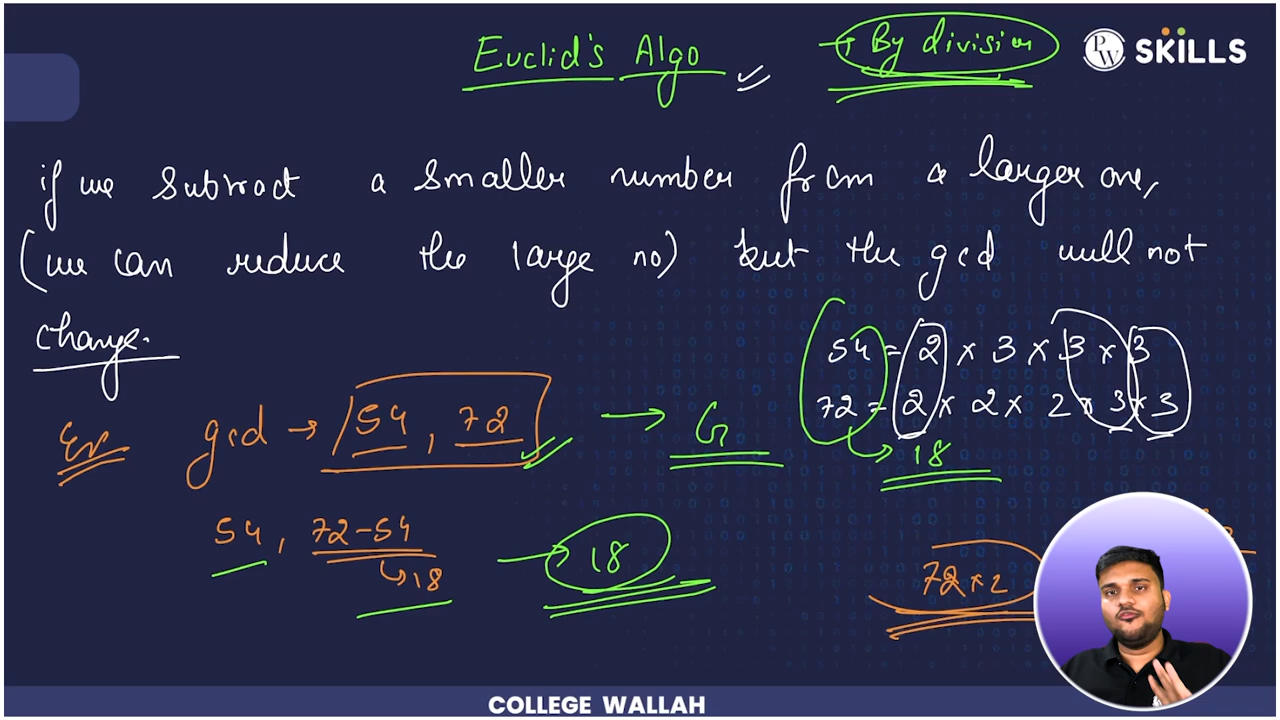 Euclid's Algo → By division
PW SKILLS
if we subtract a smaller number from a larger one,
(we can reduce the large no) but the gcd will not
change.
54 = 2 × 3 × 3 × 3
72 = 2 × 2 × 2 × 3 × 3
→ 18
Ex gcd → 54, 72 → G
54, 72-54 → 18
→ 18
72 × 2
COLLEGE WALLAH